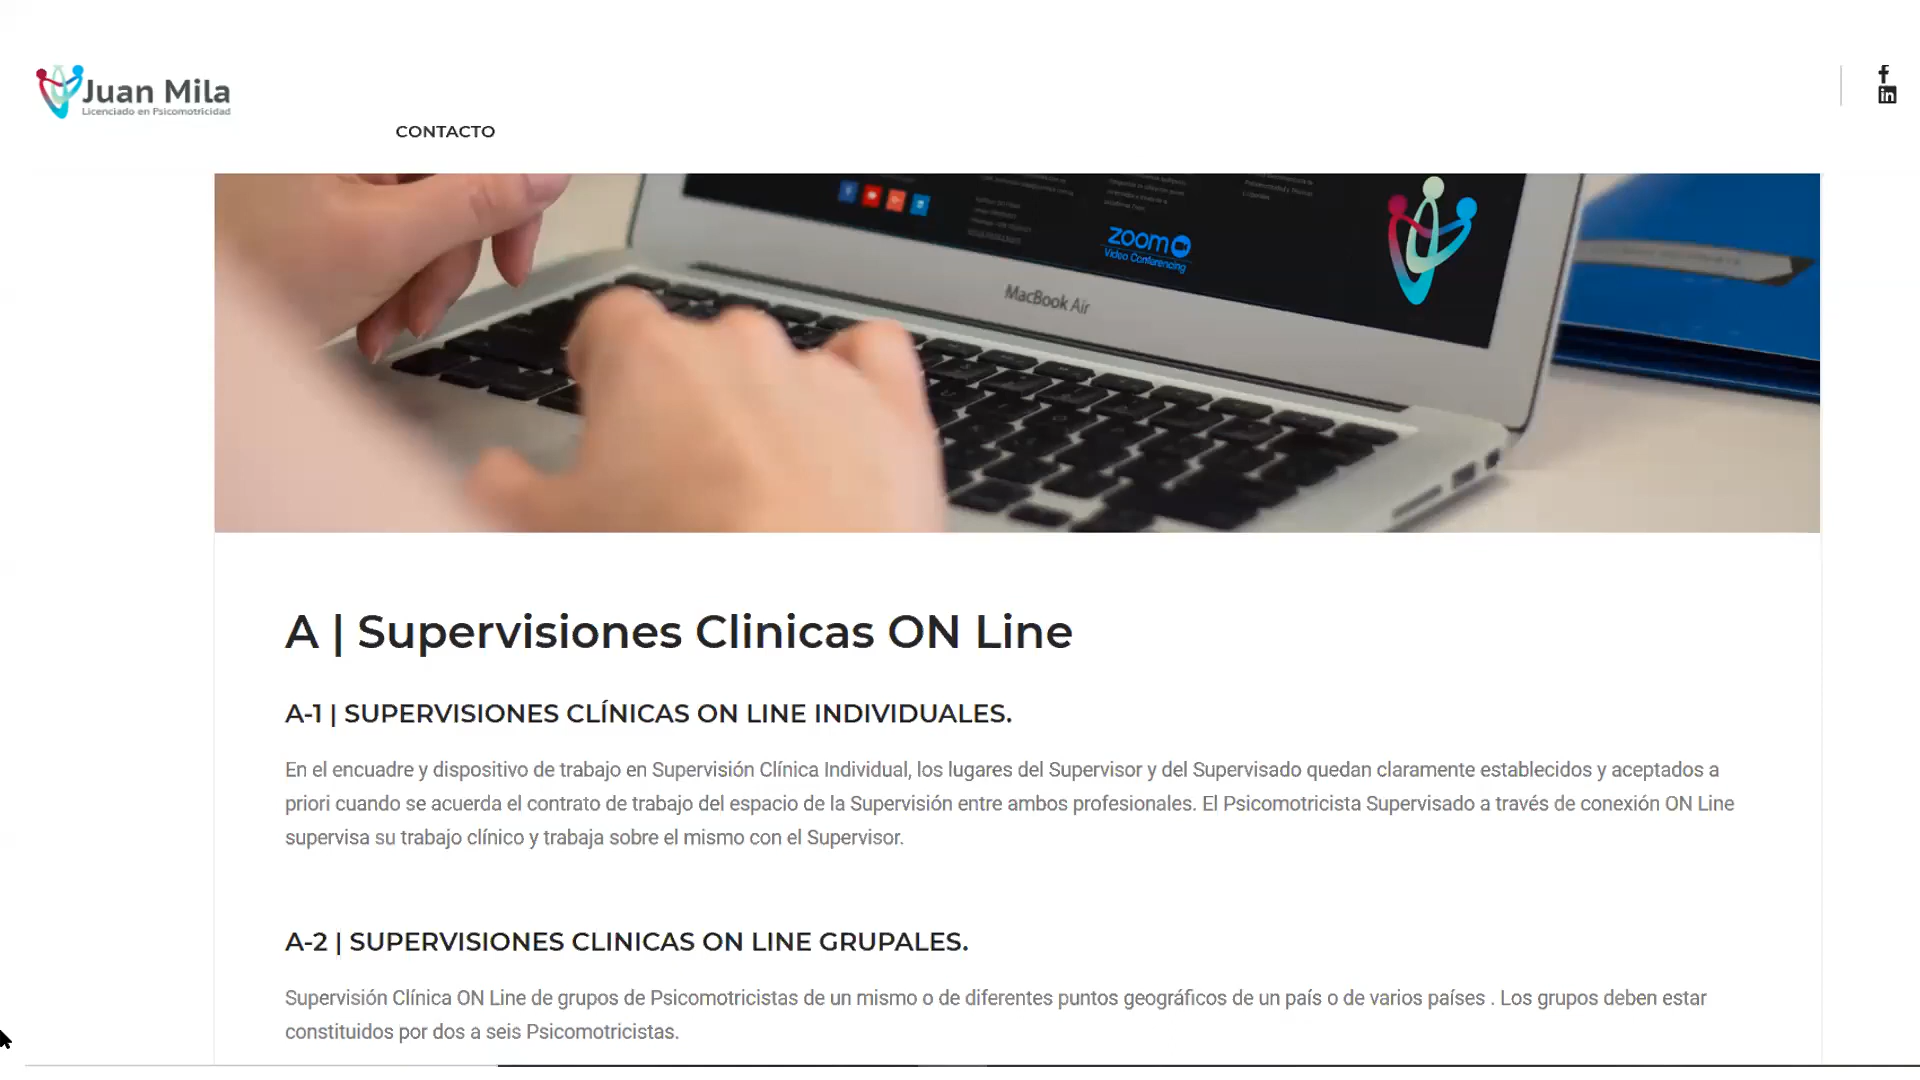 Juan Mila
Licenciado en Psicomotricidad
CONTACTO
zoom
Video Conferencing
MacBook Air
A | Supervisiones Clinicas ON Line
A-1 | SUPERVISIONES CLÍNICAS ON LINE INDIVIDUALES.
En el encuadre y dispositivo de trabajo en Supervisión Clínica Individual, los lugares del Supervisor y del Supervisado quedan claramente establecidos y aceptados a
priori cuando se acuerda el contrato de trabajo del espacio de la Supervisión entre ambos profesionales. El Psicomotricista Supervisado a través de conexión ON Line
supervisa su trabajo clínico y trabaja sobre el mismo con el Supervisor.
A-2 | SUPERVISIONES CLINICAS ON LINE GRUPALES.
Supervisión Clínica ON Line de grupos de Psicomotricistas de un mismo o de diferentes puntos geográficos de un país o de varios países . Los grupos deben estar
constituidos por dos a seis Psicomotricistas.